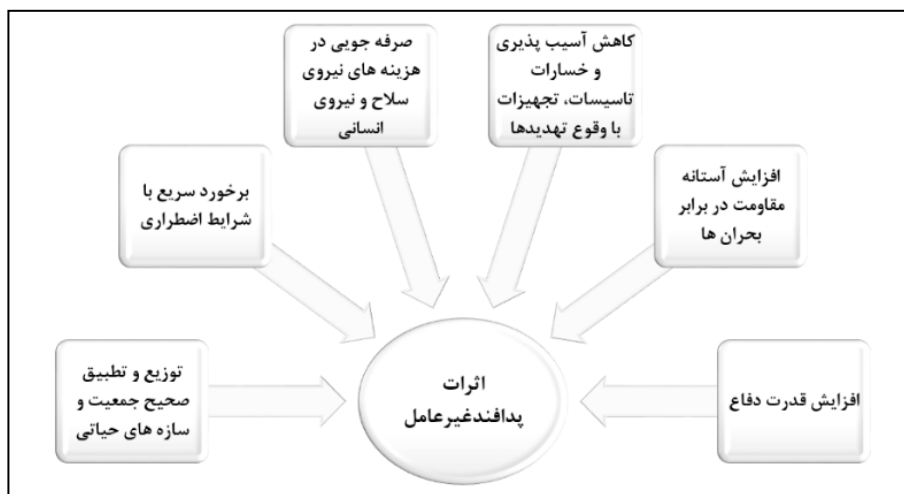 کاهش آسیب پذیری
و خسارات
تاسیسات، تجهیزات
با وقوع تهدیدها
صرفه جویی در
هزینه های نیروی
سلاح و نیروی
انسانی
افزایش آستانه
مقاومت در برابر
بحران ها
برخورد سریع با
شرایط اضطراری
افزایش قدرت دفاع
اثرات
پدافندغیرعامل
توزیع و تطبیق
صحیح جمعیت و
سازه های حیاتی